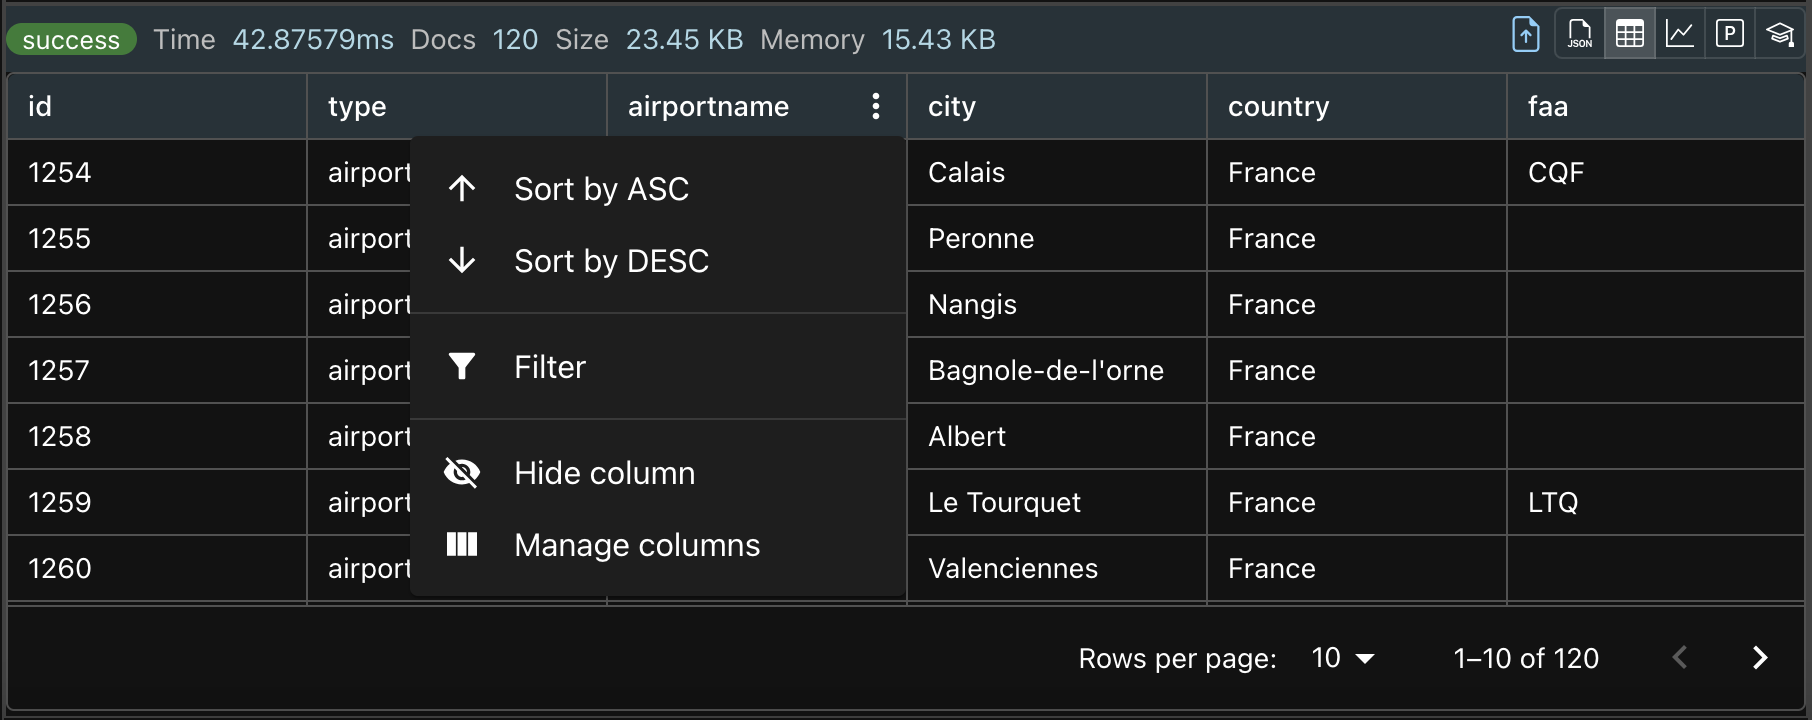 success Time 42.87579ms Docs 120 Size 23.45 KB Memory 15.43 KB JSON P
id type airportname city country faa
1254 airport Calais France CQF
Sort by ASC
1255 airport Peronne France
Sort by DESC
1256 airport Nangis France
1257 airport Bagnole-de-l'orne France
Filter
1258 airport Albert France
Hide column
1259 airport Le Tourquet France LTQ
Manage columns
1260 airport Valenciennes France
Rows per page: 10 1–10 of 120